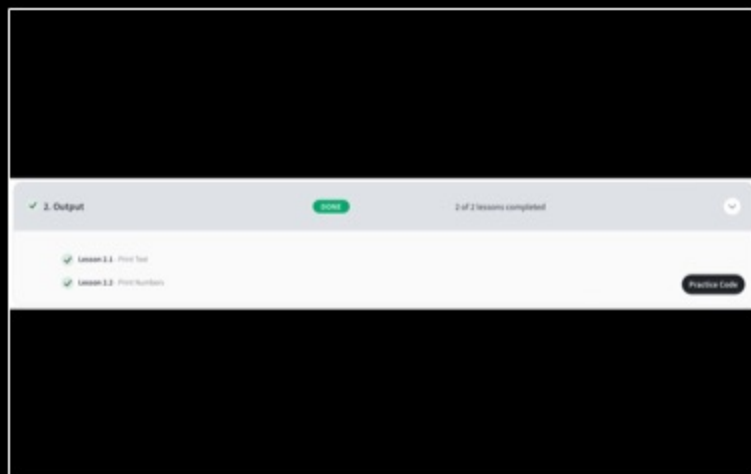 2. Output
DONE
2 of 2 lessons completed
Lesson 2.1 - Print Text
Lesson 2.2 - Print Numbers
Practice Code